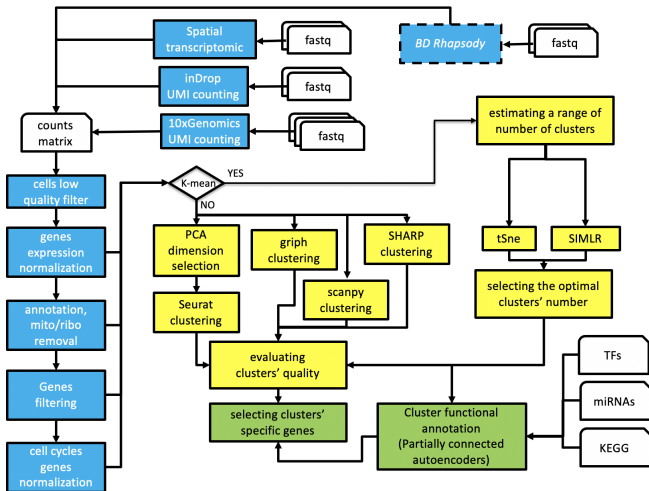 Spatial
transcriptomic
fastq
BD Rhapsody
fastq
inDrop
UMI counting
fastq
counts
matrix
10xGenomics
UMI counting
fastq
estimating a range
of number of clusters
cells low
quality filter
K-mean
YES
NO
genes
expression
normalization
PCA
dimension
selection
griph
clustering
SHARP
clustering
tSne
SIMLR
annotation,
mito/ribo
removal
Seurat
clustering
scanpy
clustering
selecting the optimal
clusters' number
Genes
filtering
evaluating
clusters' quality
TFs
miRNAs
KEGG
cell cycles
genes
normalization
selecting clusters'
specific genes
Cluster functional
annotation
(Partially connected
autoencoders)